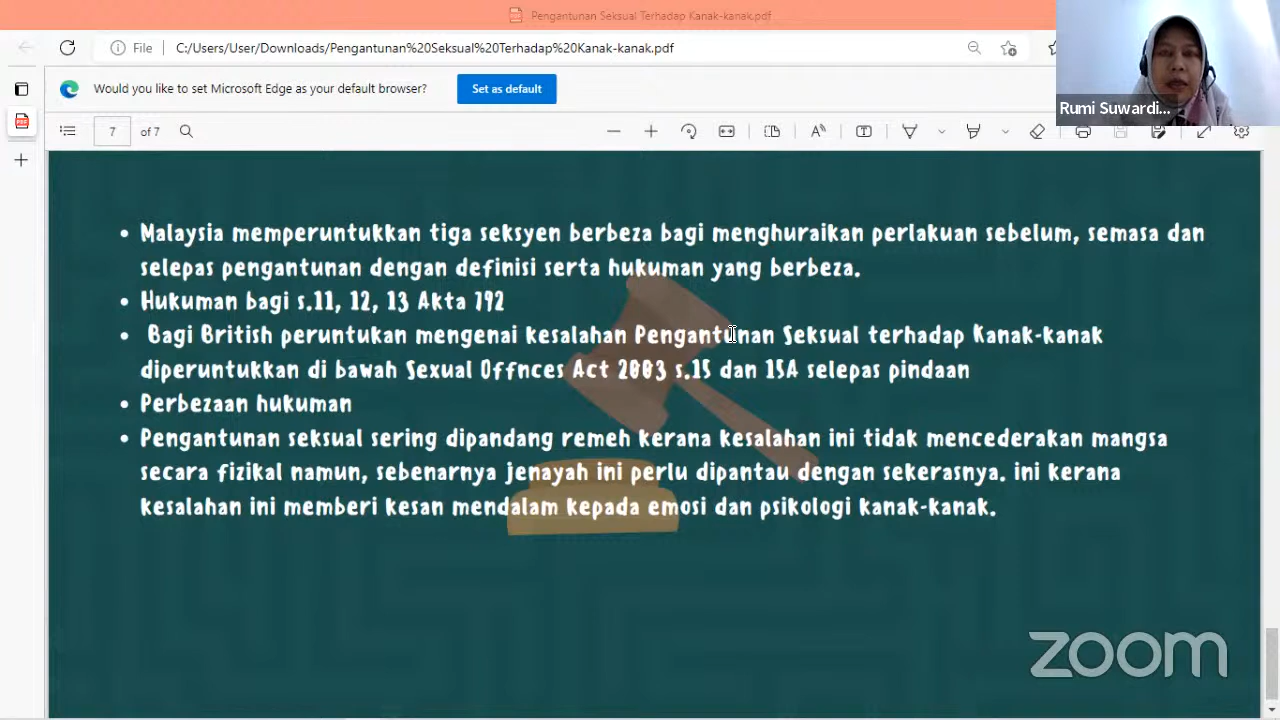 Pengantunan Seksual Terhadap Kanak-kanak.pdf
File
C:/Users/User/Downloads/Pengantunan%20Seksual%20Terhadap%20Kanak-kanak.pdf
Would you like to set Microsoft Edge as your default browser?
Set as default
Rumi Suwardi...
7 of 7
• Malaysia memperuntukkan tiga seksyen berbeza bagi menghuraikan perlakuan sebelum, semasa dan
selepas pengantunan dengan definisi serta hukuman yang berbeza.
• Hukuman bagi s.11, 12, 13 Akta 792
• Bagi British peruntukan mengenai kesalahan Pengantunan Seksual terhadap Kanak-kanak
diperuntukkan di bawah Sexual Offnces Act 2003 s.15 dan 15A selepas pindaan
• Perbezaan hukuman
• Pengantunan seksual sering dipandang remeh kerana kesalahan ini tidak mencederakan mangsa
secara fizikal namun, sebenarnya jenayah ini perlu dipantau dengan sekerasnya. ini kerana
kesalahan ini memberi kesan mendalam kepada emosi dan psikologi kanak-kanak.
zoom